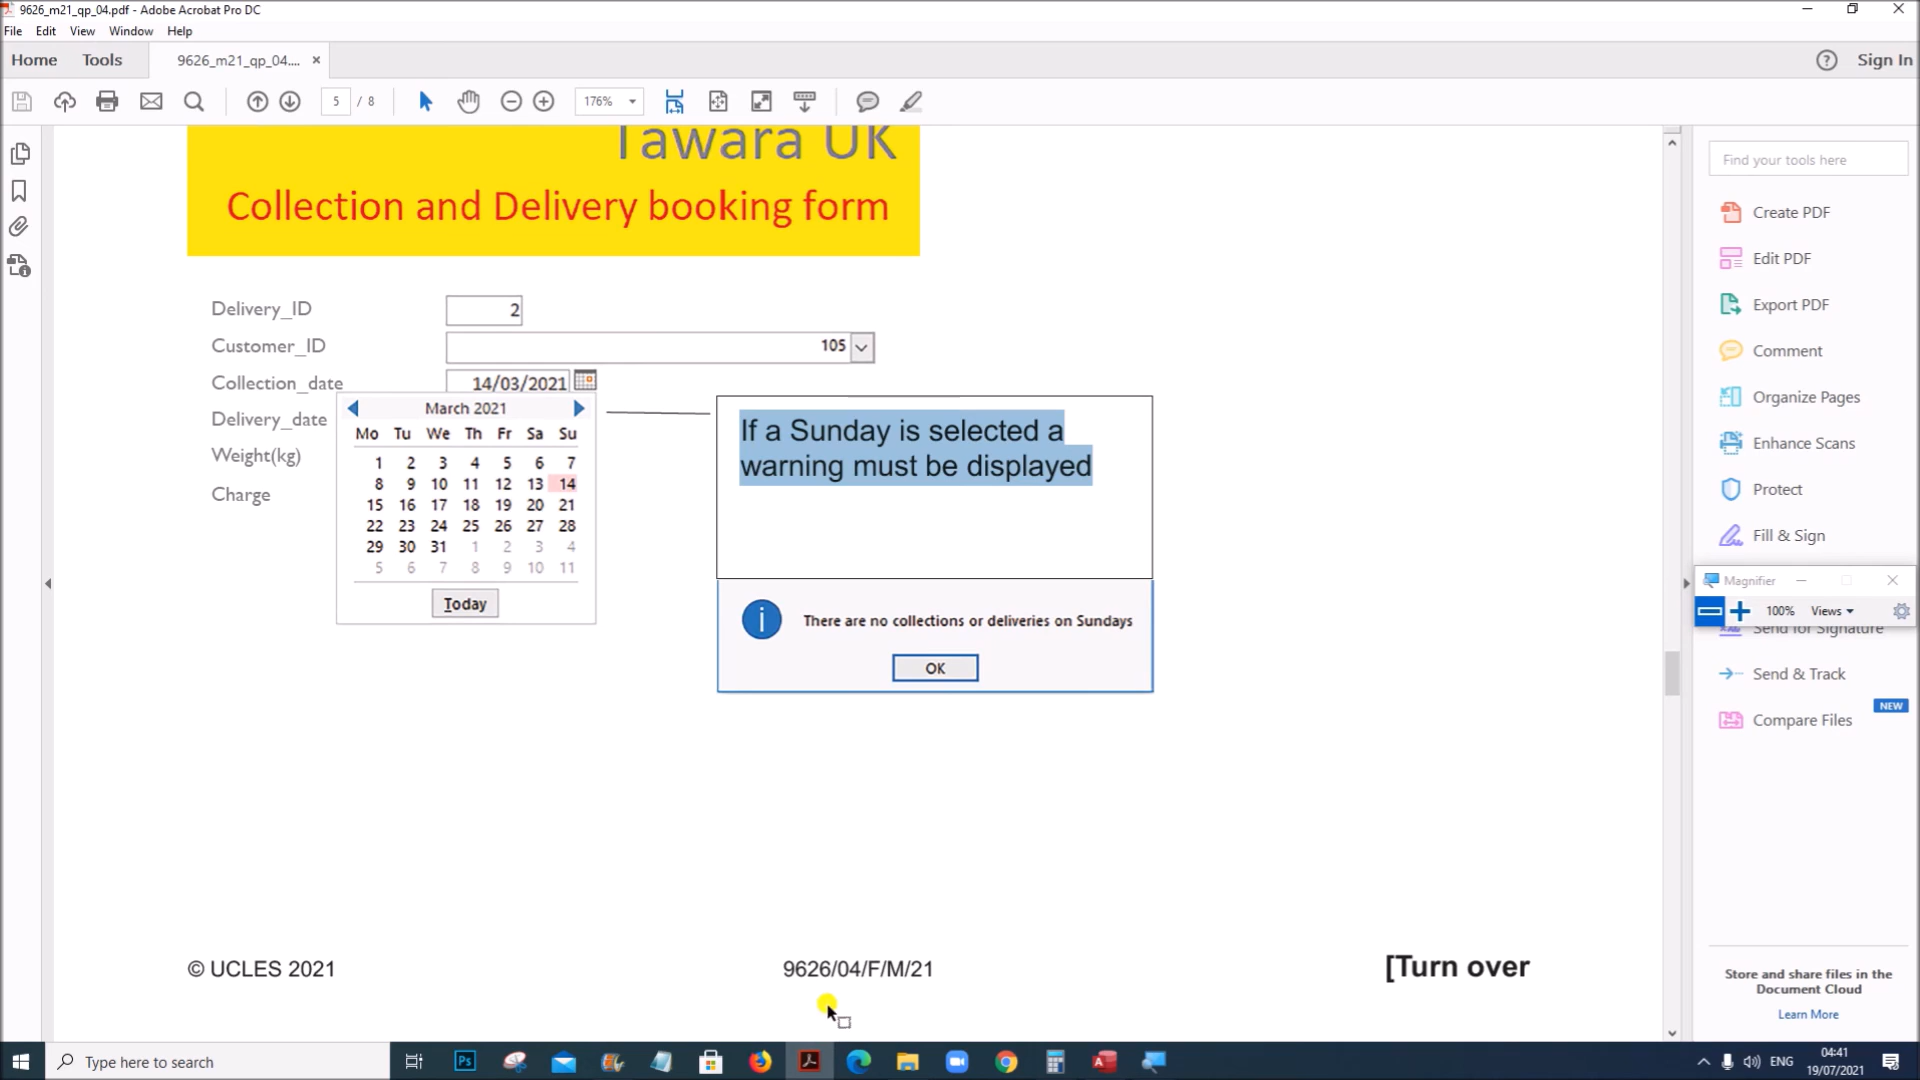 9626_m21_qp_04.pdf - Adobe Acrobat Pro DC
File Edit View Window Help
Home Tools 9626_m21_qp_04.... × Sign In
5 / 8 176%
Tawara UK
Collection and Delivery booking form
Delivery_ID 2
Customer_ID 105
Collection_date 14/03/2021
Delivery_date
Weight(kg)
Charge
March 2021
Mo Tu We Th Fr Sa Su
1 2 3 4 5 6 7
8 9 10 11 12 13 14
15 16 17 18 19 20 21
22 23 24 25 26 27 28
29 30 31 1 2 3 4
5 6 7 8 9 10 11
Today
If a Sunday is selected a
warning must be displayed
There are no collections or deliveries on Sundays
OK
© UCLES 2021 9626/04/F/M/21 [Turn over
Find your tools here
Create PDF
Edit PDF
Export PDF
Comment
Organize Pages
Enhance Scans
Protect
Fill & Sign
Magnifier
100% Views
Send for Signature
Send & Track
NEW
Compare Files
Store and share files in the
Document Cloud
Learn More
Type here to search
ENG
04:41
19/07/2021